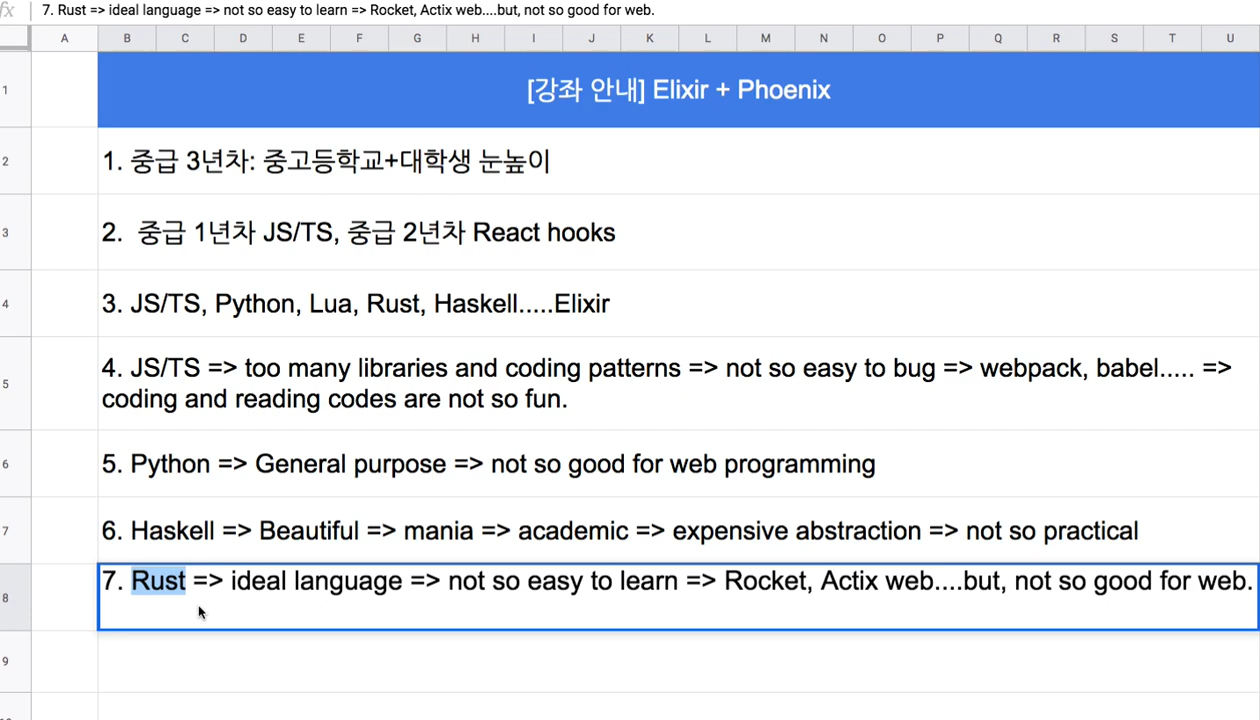 fx 7. Rust => ideal language => not so easy to learn => Rocket, Actix web....but, not so good for web.
A B C D E F G H I J K L M N O P Q R S T U
1 [강좌 안내] Elixir + Phoenix
2 1. 중급 3년차: 중고등학교+대학생 눈높이
3 2. 중급 1년차 JS/TS, 중급 2년차 React hooks
4 3. JS/TS, Python, Lua, Rust, Haskell.....Elixir
5 4. JS/TS => too many libraries and coding patterns => not so easy to bug => webpack, babel..... =>
coding and reading codes are not so fun.
6 5. Python => General purpose => not so good for web programming
7 6. Haskell => Beautiful => mania => academic => expensive abstraction => not so practical
8 7. Rust => ideal language => not so easy to learn => Rocket, Actix web....but, not so good for web.
9